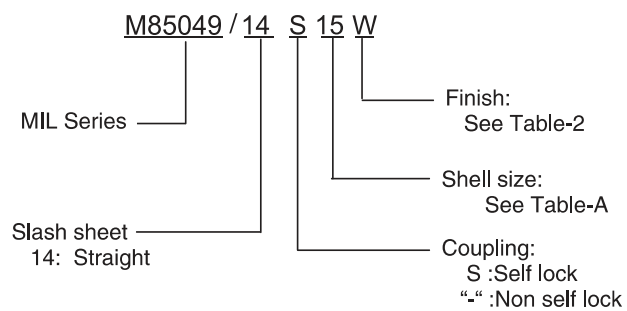 M85049 / 14 S 15 W
Finish:
See Table-2
MIL Series
Shell size:
See Table-A
Slash sheet
14: Straight
Coupling:
S :Self lock
“-“ :Non self lock